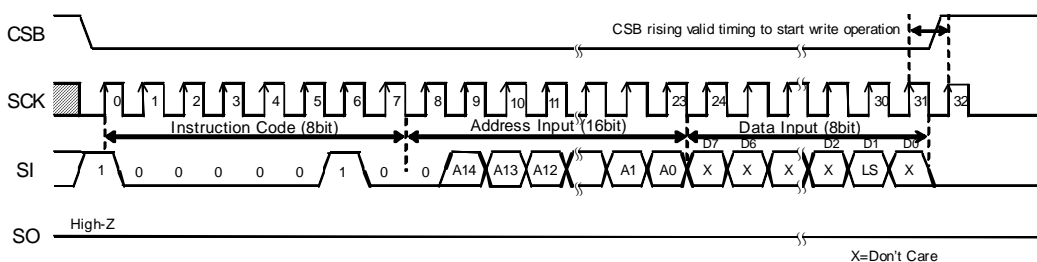 CSB
CSB rising valid timing to start write operation
SCK
0 1 2 3 4 5 6 7 8 9 10 11 23 24 30 31 32
Instruction Code (8bit) Address Input (16bit) Data Input (8bit)
D7 D6 D2 D1 D0
SI 1 0 0 0 0 0 1 0 0 A14 A13 A12 A1 A0 X X X X LS X
High-Z
SO
X=Don't Care